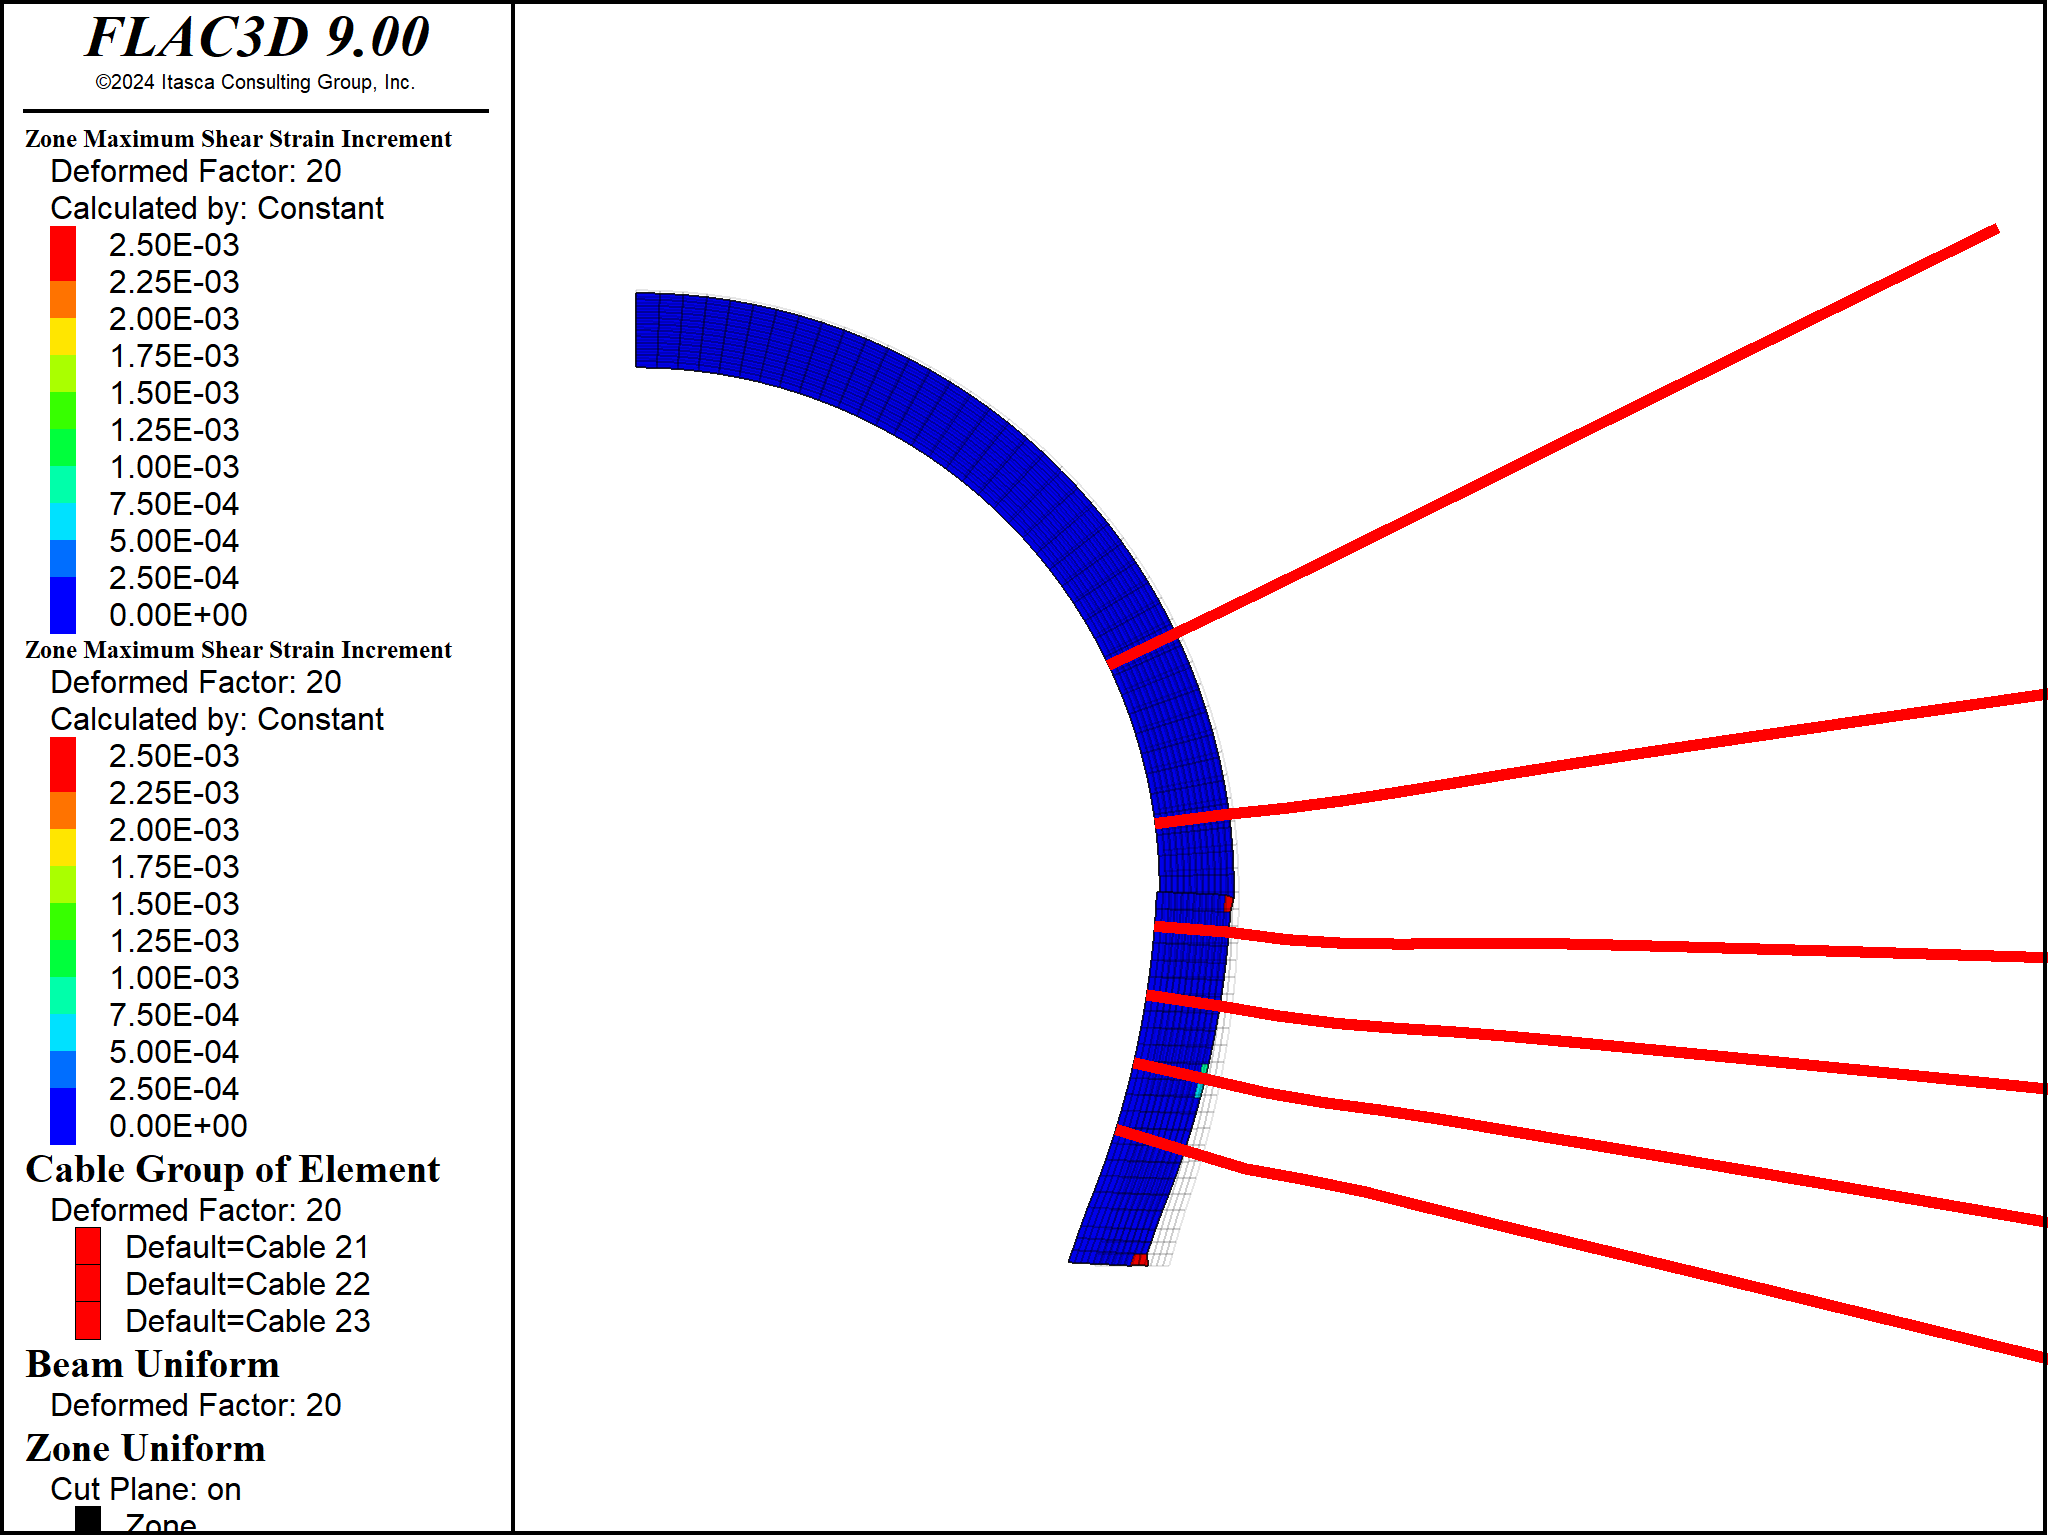 FLAC3D 9.00
©2024 Itasca Consulting Group, Inc.
Zone Maximum Shear Strain Increment
Deformed Factor: 20
Calculated by: Constant
2.50E-03
2.25E-03
2.00E-03
1.75E-03
1.50E-03
1.25E-03
1.00E-03
7.50E-04
5.00E-04
2.50E-04
0.00E+00
Zone Maximum Shear Strain Increment
Deformed Factor: 20
Calculated by: Constant
2.50E-03
2.25E-03
2.00E-03
1.75E-03
1.50E-03
1.25E-03
1.00E-03
7.50E-04
5.00E-04
2.50E-04
0.00E+00
Cable Group of Element
Deformed Factor: 20
Default=Cable 21
Default=Cable 22
Default=Cable 23
Beam Uniform
Deformed Factor: 20
Zone Uniform
Cut Plane: on
Zone